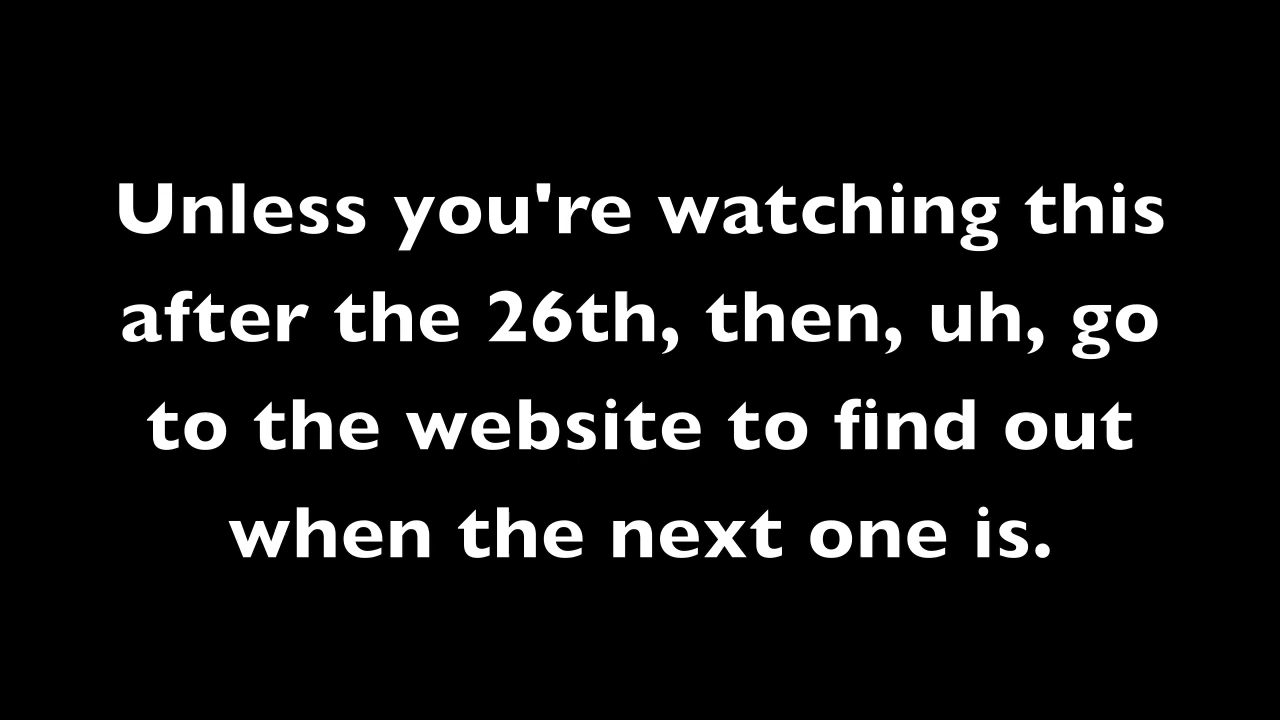 Unless you're watching this
after the 26th, then, uh, go
to the website to find out
when the next one is.